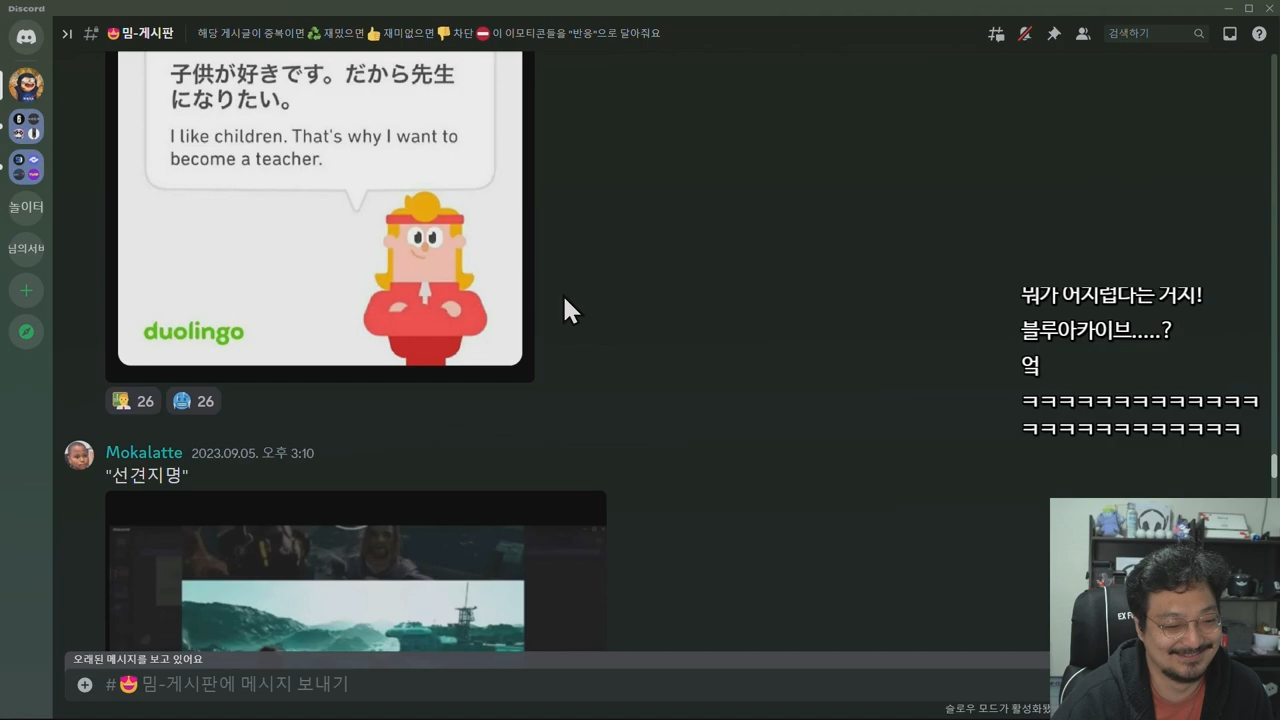 Discord
😍밈-게시판
해당 게시글이 중복이면 ♻️ 재밌으면 👍 재미없으면 👎 차단 ⛔ 이 이모티콘들을 "반응"으로 달아줘요
검색하기
놀이터
님의서버
子供が好きです。だから先生
になりたい。
I like children. That's why I want to
become a teacher.
duolingo
26
26
Mokalatte 2023.09.05. 오후 3:10
"선견지명"
뭐가 어지럽다는 거지!
블루아카이브.....?
엌
ㅋㅋㅋㅋㅋㅋㅋㅋㅋㅋㅋㅋㅋ
ㅋㅋㅋㅋㅋㅋㅋㅋㅋㅋㅋㅋ
오래된 메시지를 보고 있어요
#😍밈-게시판에 메시지 보내기
슬로우 모드가 활성화됐